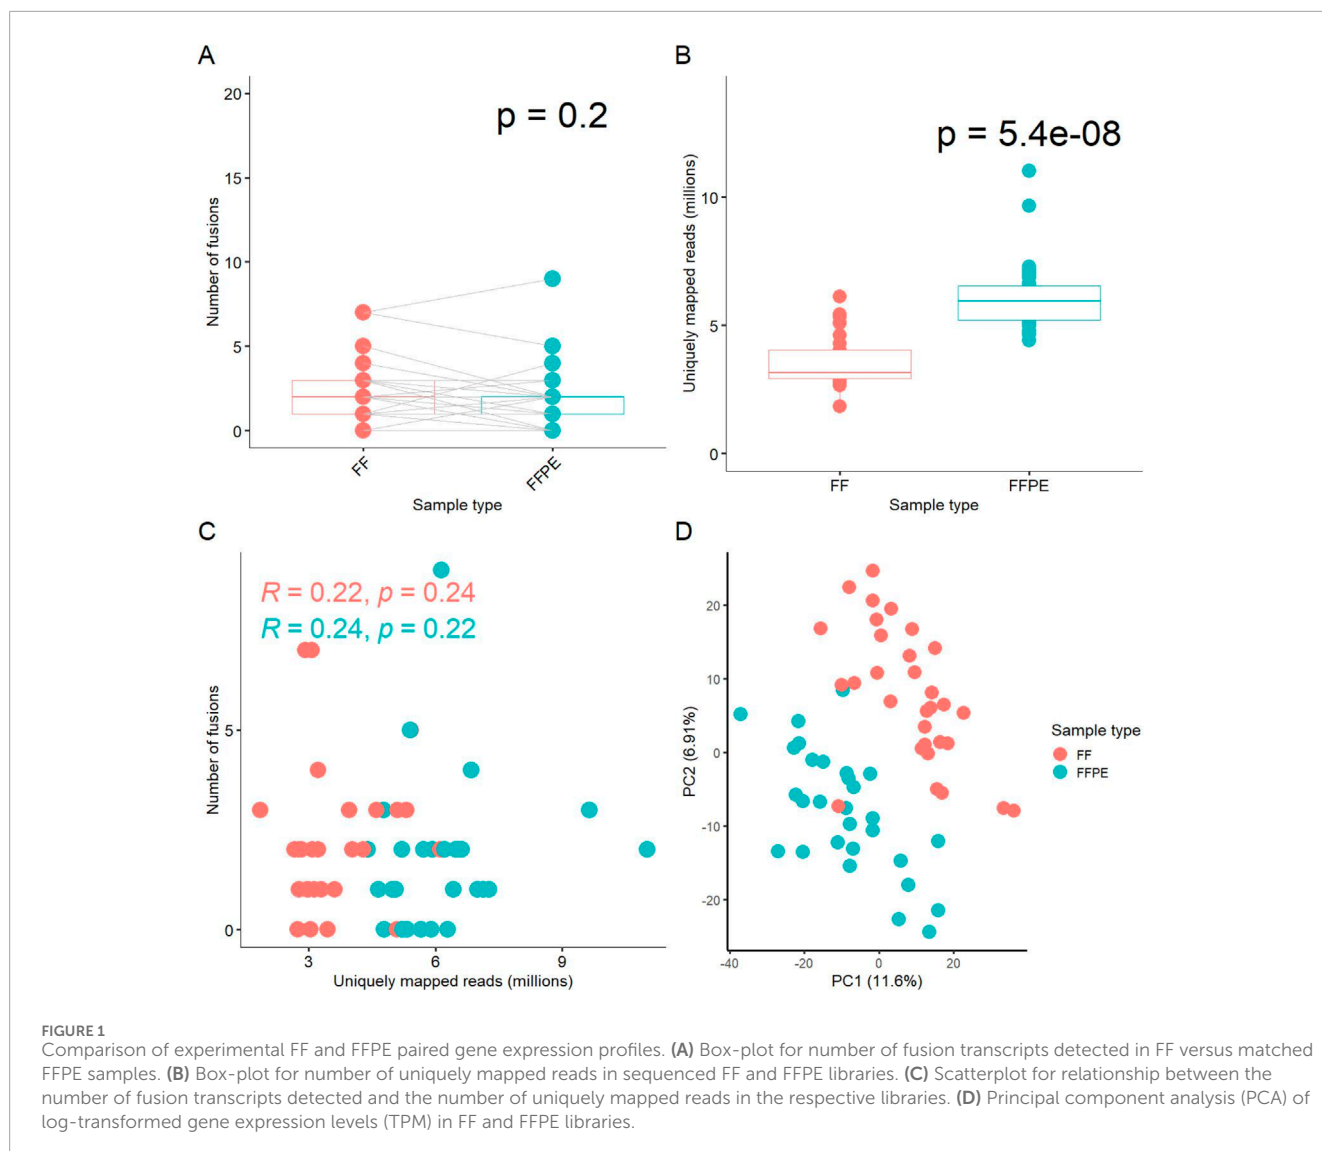 A
20
15
10
5
0
Number of fusions
p = 0.2
FF
FFPE
Sample type
B
10
5
0
Uniquely mapped reads (millions)
p = 5.4e-08
FF
FFPE
Sample type
C
R = 0.22, p = 0.24
R = 0.24, p = 0.22
5
0
Number of fusions
3
6
9
Uniquely mapped reads (millions)
D
20
10
0
-10
-20
PC2 (6.91%)
-40
-20
0
20
PC1 (11.6%)
Sample type
FF
FFPE
FIGURE 1
Comparison of experimental FF and FFPE paired gene expression profiles. (A) Box-plot for number of fusion transcripts detected in FF versus matched
FFPE samples. (B) Box-plot for number of uniquely mapped reads in sequenced FF and FFPE libraries. (C) Scatterplot for relationship between the
number of fusion transcripts detected and the number of uniquely mapped reads in the respective libraries. (D) Principal component analysis (PCA) of
log-transformed gene expression levels (TPM) in FF and FFPE libraries.